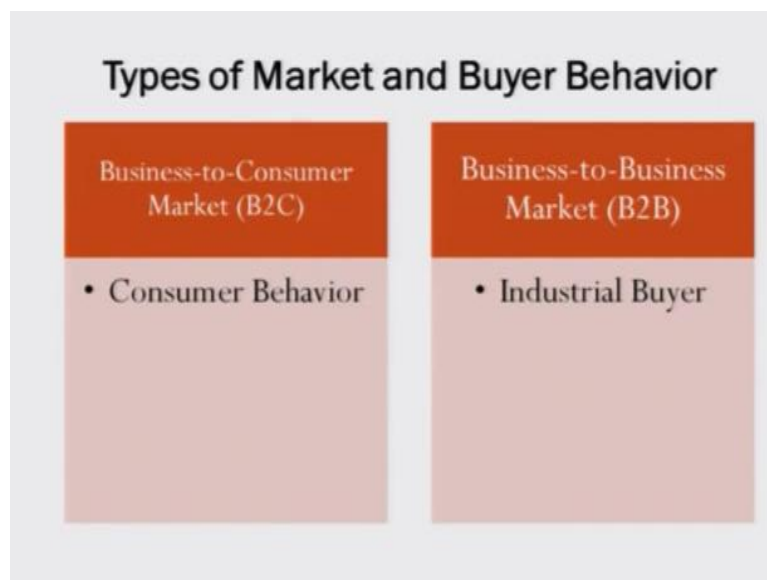 Types of Market and Buyer Behavior
Business-to-Consumer
Market (B2C)
• Consumer Behavior
Business-to-Business
Market (B2B)
• Industrial Buyer